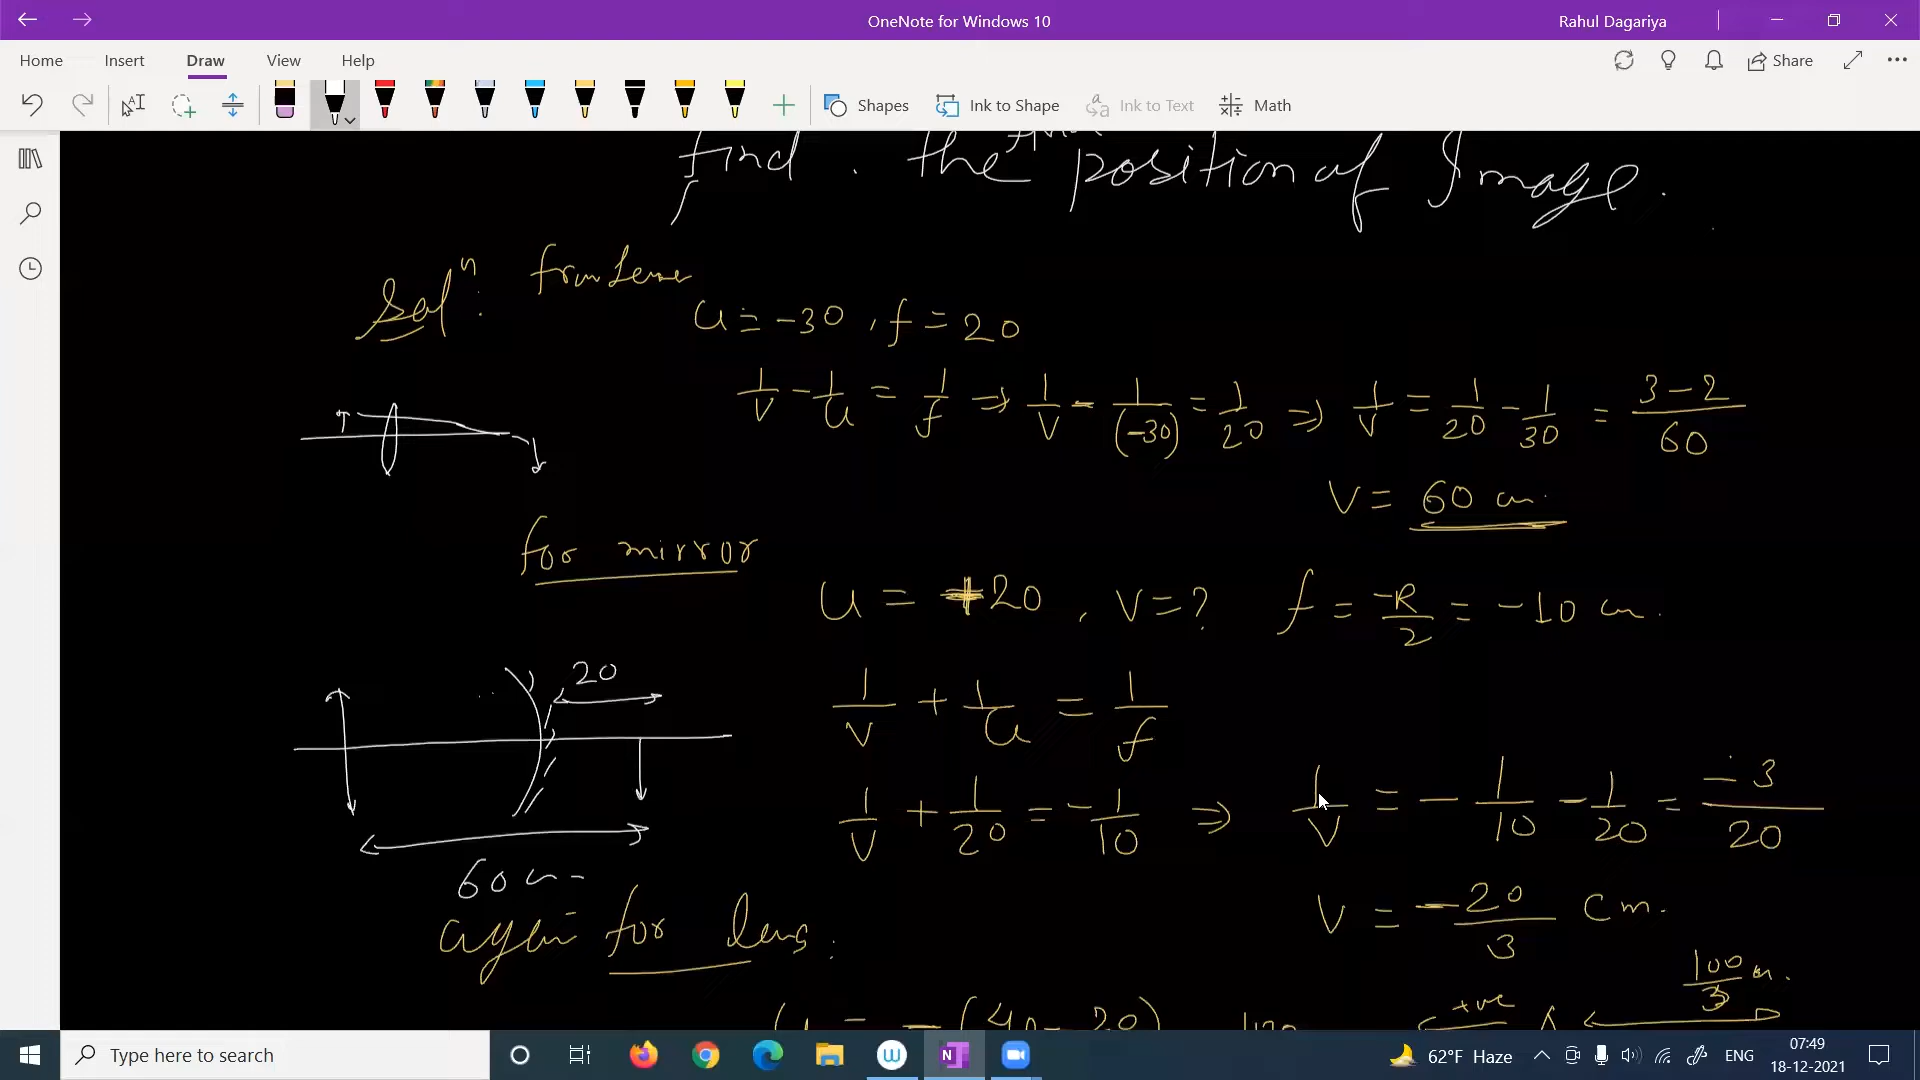 OneNote for Windows 10
Rahul Dagariya
Home Insert Draw View Help
Share
Shapes Ink to Shape Ink to Text Math
find . the position of Image.
Solⁿ:
u = -30 , f = 20
1/v - 1/u = 1/f ⇒ 1/v - 1/(-30) = 1/20 ⇒ 1/v = 1/20 - 1/30 = 3-2/60
V = 60 cm.
for mirror
u = +20 , v = ? f = -R/2 = -10 cm.
20
1/v + 1/u = 1/f
1/v + 1/20 = -1/10 ⇒ 1/v = -1/10 - 1/20 = -3/20
60 cm
V = -20/3 cm.
again for lens:
100/3 cm.
+ve
Type here to search
62°F Haze
ENG
07:49
18-12-2021